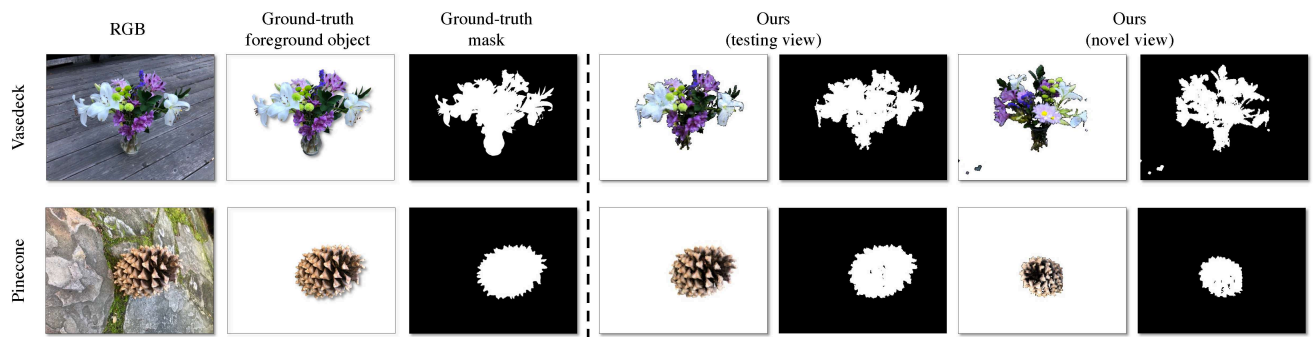 RGB
Ground-truth
foreground object
Ground-truth
mask
Ours
(testing view)
Ours
(novel view)
Vasedeck
Pinecone